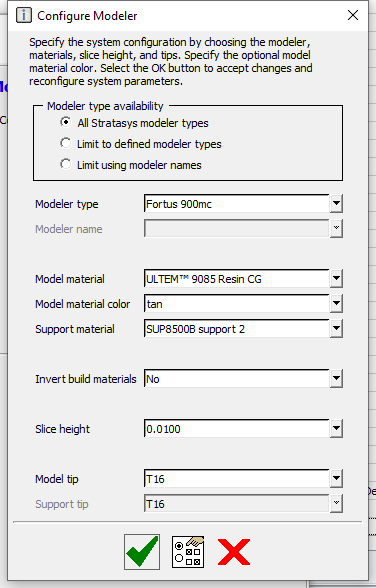 Configure Modeler
Specify the system configuration by choosing the modeler,
materials, slice height, and tips. Specify the optional model
material color. Select the OK button to accept changes and
reconfigure system parameters.
Modeler type availability
All Stratasys modeler types
Limit to defined modeler types
Limit using modeler names
Modeler type Fortus 900mc
Modeler name
Model material ULTEM™ 9085 Resin CG
Model material color tan
Support material SUP8500B support 2
Invert build materials No
Slice height 0.0100
Model tip T16
Support tip T16
De